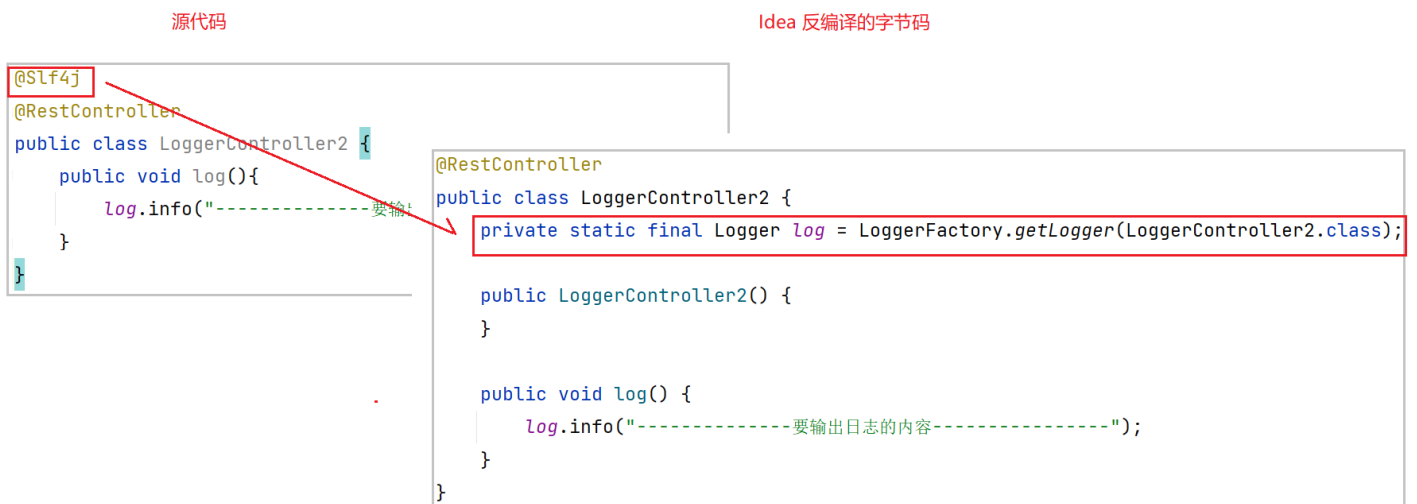 源代码
Idea 反编译的字节码
@Slf4j
@RestController
public class LoggerController2 {
public void log(){
log.info("--------------要输
}
}
@RestController
public class LoggerController2 {
private static final Logger log = LoggerFactory.getLogger(LoggerController2.class);
public LoggerController2() {
}
public void log() {
log.info("--------------要输出日志的内容----------------");
}
}